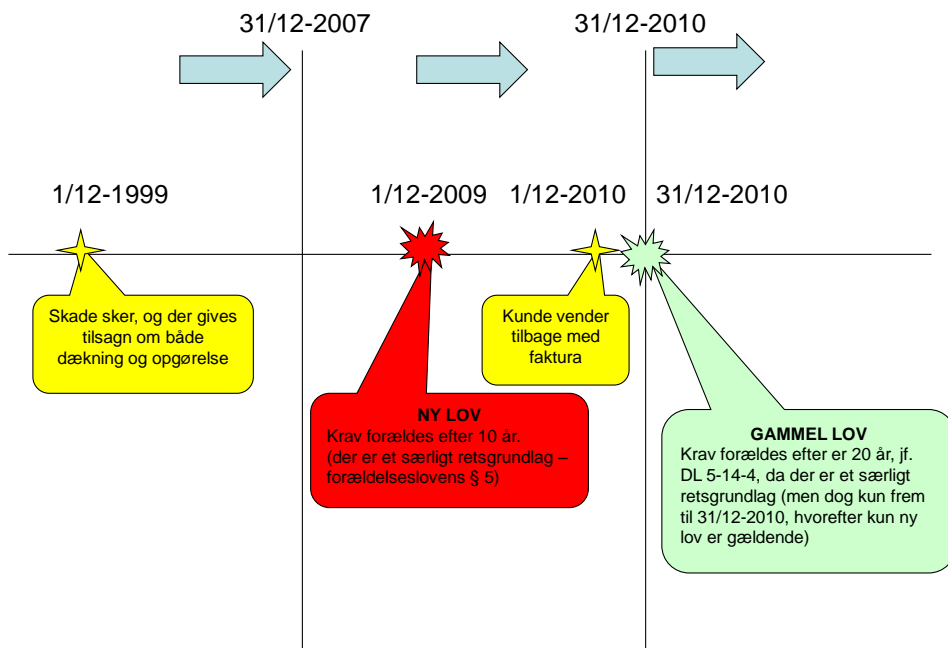 31/12-2007
31/12-2010
1/12-1999
1/12-2009
1/12-2010
31/12-2010
Skade sker, og der gives
tilsagn om både
dækning og opgørelse
Kunde vender
tilbage med
faktura
NY LOV
Krav forældes efter 10 år.
(der er et særligt retsgrundlag –
forældelseslovens § 5)
GAMMEL LOV
Krav forældes efter er 20 år, jf.
DL 5-14-4, da der er et særligt
retsgrundlag (men dog kun frem
til 31/12-2010, hvorefter kun ny
lov er gældende)